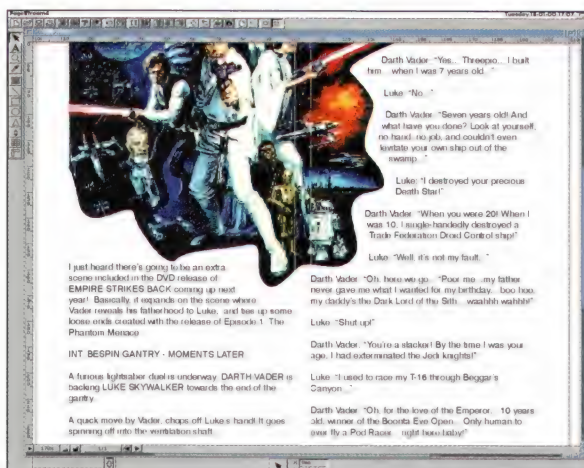 PageStream4
Tuesday 18-01-00 17:07
I just heard there's going to be an extra
scene included in the DVD release of
EMPIRE STRIKES BACK coming up next
year! Basically, it expands on the scene where
Vader reveals his fatherhood to Luke, and ties up some
loose ends created with the release of Episode 1: The
Phantom Menace
INT. BESPIN GANTRY - MOMENTS LATER
A furious lightsaber duel is underway. DARTH VADER is
backing LUKE SKYWALKER towards the end of the
gantry.
A quick move by Vader, chops off Luke's hand! It goes
spinning off into the ventilation shaft.
Darth Vader: "Yes... Threepio... I built
him... when I was 7 years old..."
Luke: "No..."
Darth Vader: "Seven years old! And
what have you done? Look at yourself,
no hand, no job, and couldn't even
levitate your own ship out of the
swamp..."
Luke: "I destroyed your precious
Death Star!"
Darth Vader: "When you were 20! When I
was 10, I single-handedly destroyed a
Trade Federation Droid Control ship!"
Luke: "Well, it's not my fault..."
Darth Vader: "Oh, here we go... "Poor me... my father
never gave me what I wanted for my birthday... boo hoo,
my daddy's the Dark Lord of the Sith... waahhh wahhh!"
Luke: "Shut up!"
Darth Vader: "You're a slacker! By the time I was your
age, I had exterminated the Jedi knights!"
Luke: "I used to race my T-16 through Beggar's
Canyon..."
Darth Vader: "Oh, for the love of the Emperor... 10 years
old, winner of the Boonta Eve Open... Only human to
ever fly a Pod Racer... right here baby!"